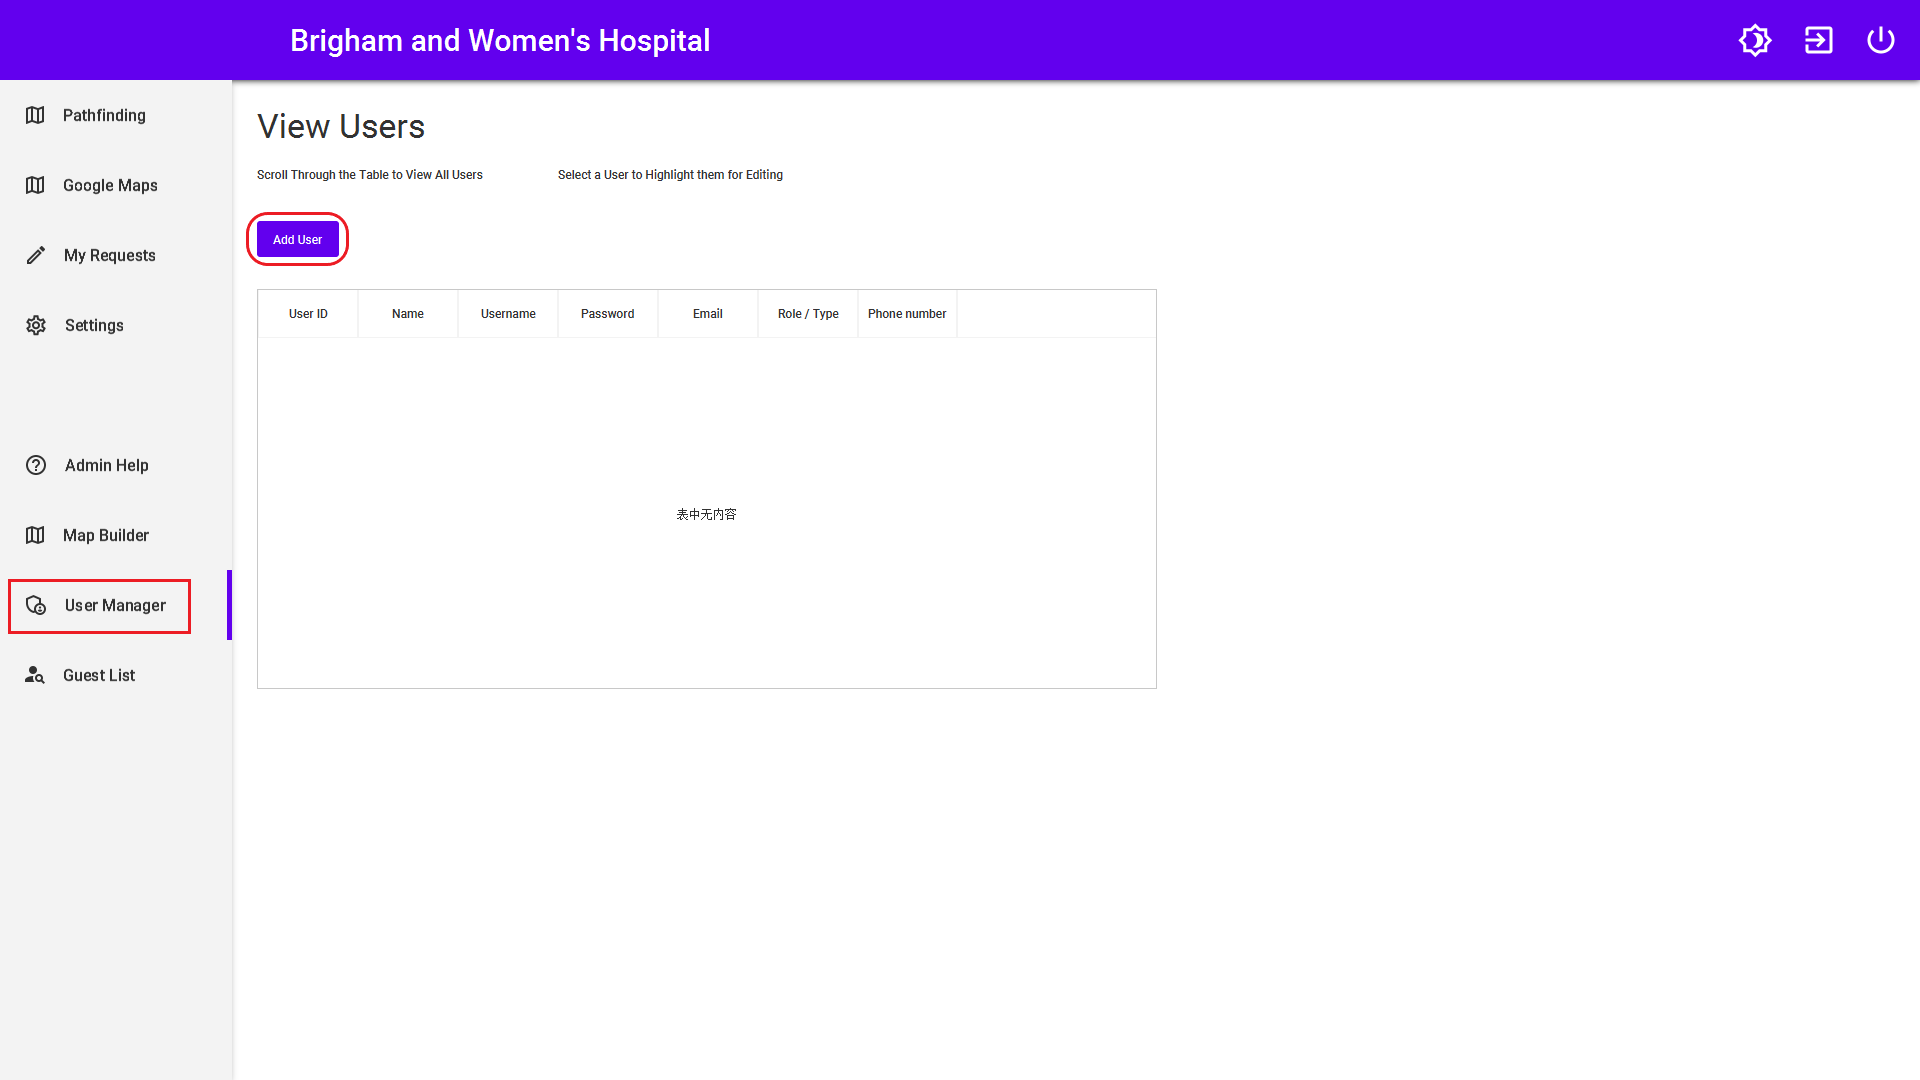 Brigham and Women's Hospital
Pathfinding
Google Maps
My Requests
Settings
Admin Help
Map Builder
User Manager
Guest List
View Users
Scroll Through the Table to View All Users
Select a User to Highlight them for Editing
Add User
User ID Name Username Password Email Role / Type Phone number
表中无内容